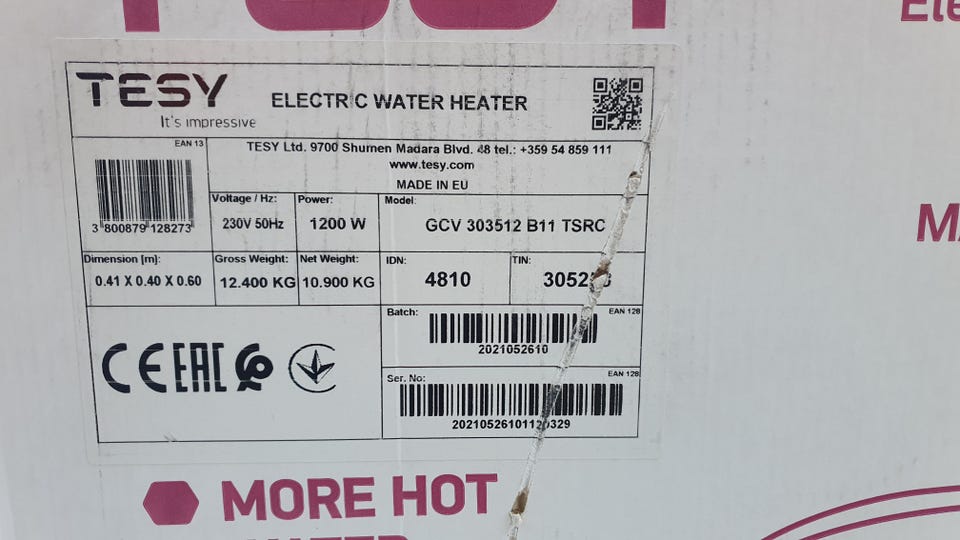 TESY
It's impressive
ELECTRIC WATER HEATER
EAN 13
TESY Ltd. 9700 Shumen Madara Blvd. 48 tel.: +359 54 859 111
www.tesy.com
MADE IN EU
3 800879 128273
Voltage / Hz:
230V 50Hz
Power:
1200 W
Model:
GCV 303512 B11 TSRC
Dimension [m]:
0.41 X 0.40 X 0.60
Gross Weight:
12.400 KG
Net Weight:
10.900 KG
IDN:
4810
TIN:
Batch:
EAN 128
2021052610
CE EAC
Ser. No:
EAN 128
MORE HOT